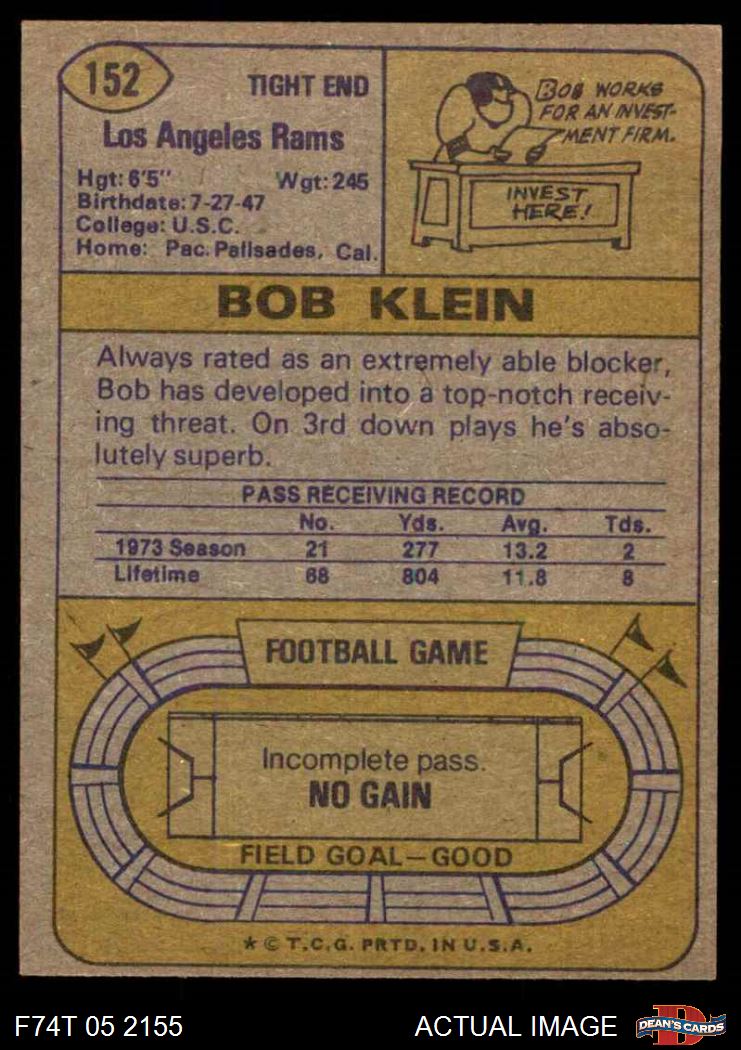 152
TIGHT END
Los Angeles Rams
Hgt: 6'5" Wgt: 245
Birthdate: 7-27-47
College: U.S.C.
Home: Pac. Palisades, Cal.
BOB WORKS
FOR AN INVEST-
MENT FIRM.
INVEST
HERE!
BOB KLEIN
Always rated as an extremely able blocker,
Bob has developed into a top-notch receiv-
ing threat. On 3rd down plays he's abso-
lutely superb.
PASS RECEIVING RECORD
No. Yds. Avg. Tds.
1973 Season 21 277 13.2 2
Lifetime 68 804 11.8 8
FOOTBALL GAME
Incomplete pass.
NO GAIN
FIELD GOAL—GOOD
★ © T.C.G. PRTD. IN U.S.A.
F74T 05 2155 ACTUAL IMAGE
D
DEAN'S CARDS